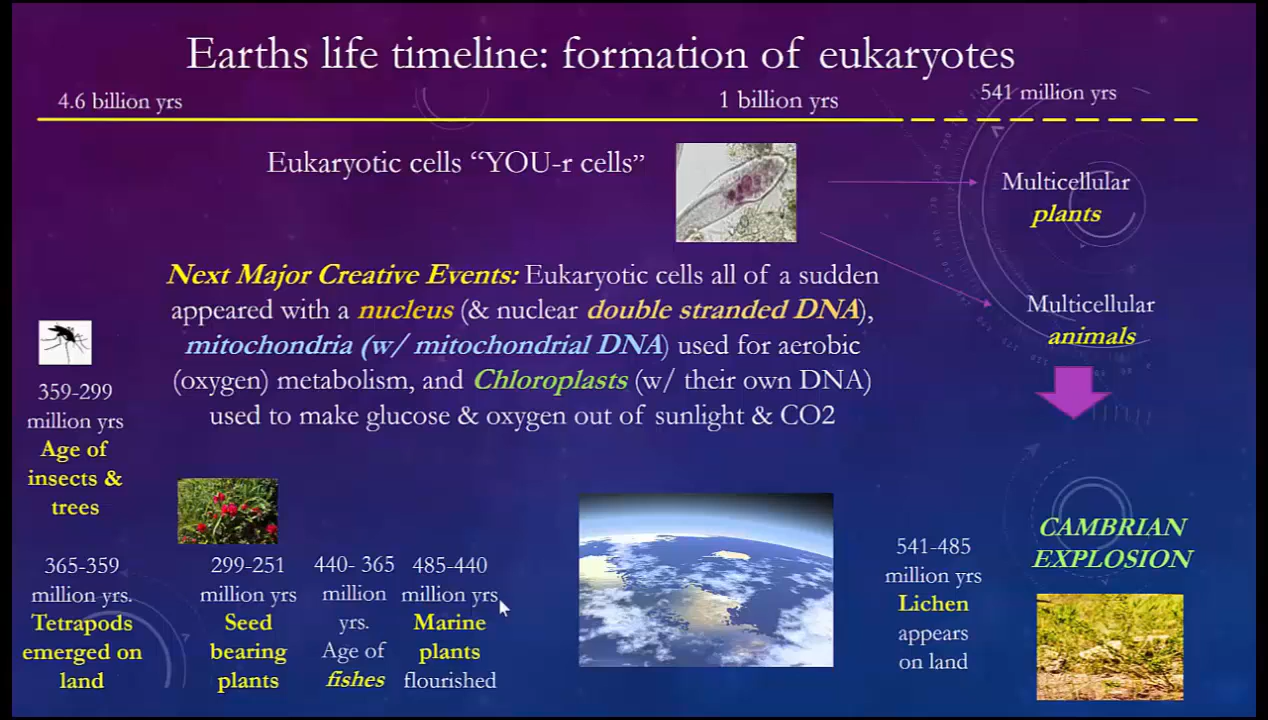 Earths life timeline: formation of eukaryotes
4.6 billion yrs
1 billion yrs
541 million yrs
Eukaryotic cells “YOU-r cells”
Multicellular
plants
Multicellular
animals
Next Major Creative Events: Eukaryotic cells all of a sudden
appeared with a nucleus (& nuclear double stranded DNA),
mitochondria (w/ mitochondrial DNA) used for aerobic
(oxygen) metabolism, and Chloroplasts (w/ their own DNA)
used to make glucose & oxygen out of sunlight & CO2
359-299
million yrs
Age of
insects &
trees
365-359
million yrs.
Tetrapods
emerged on
land
299-251
million yrs
Seed
bearing
plants
440- 365
million
yrs.
Age of
fishes
485-440
million yrs
Marine
plants
flourished
541-485
million yrs
Lichen
appears
on land
CAMBRIAN
EXPLOSION